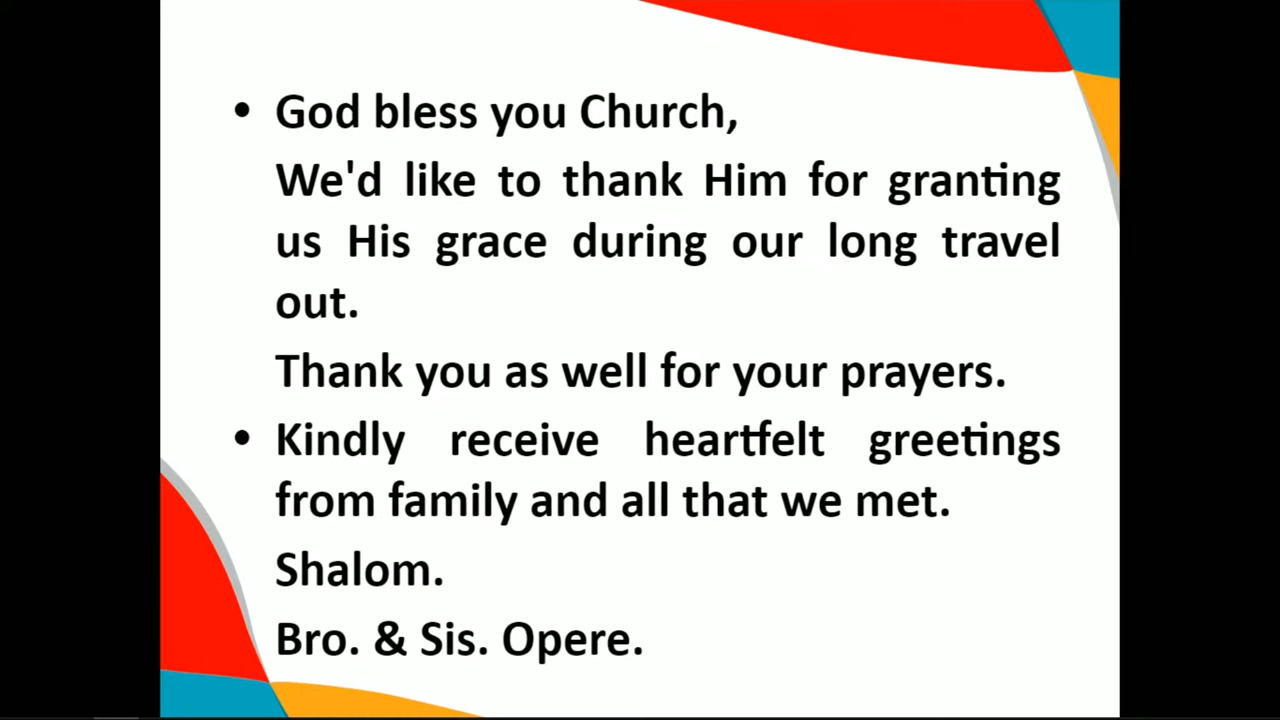 • God bless you Church,
We'd like to thank Him for granting
us His grace during our long travel
out.
Thank you as well for your prayers.
• Kindly receive heartfelt greetings
from family and all that we met.
Shalom.
Bro. & Sis. Opere.